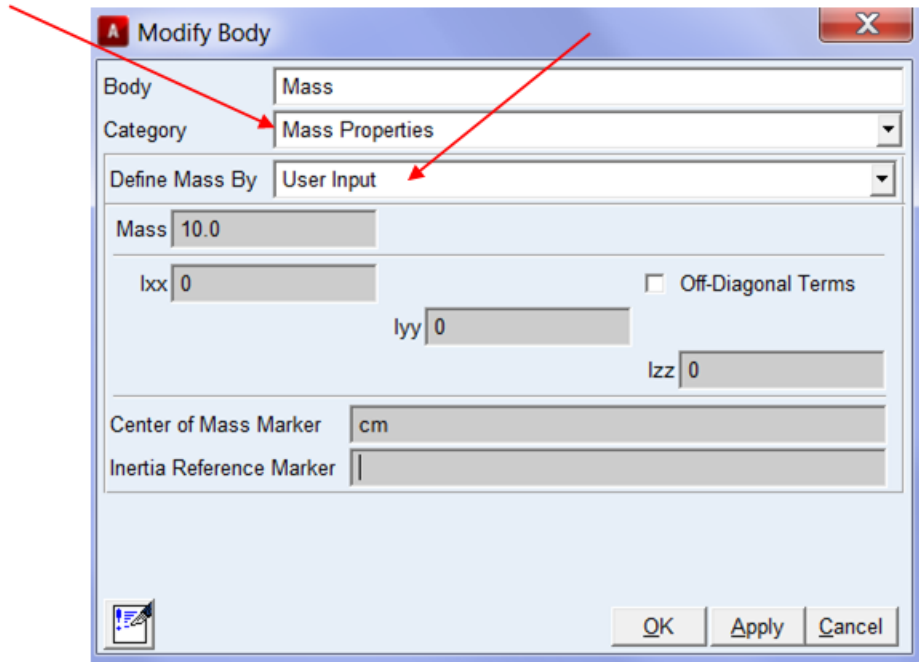 Modify Body
Body Mass
Category Mass Properties
Define Mass By User Input
Mass 10.0
Ixx 0 Off-Diagonal Terms
Iyy 0
Izz 0
Center of Mass Marker cm
Inertia Reference Marker
OK Apply Cancel